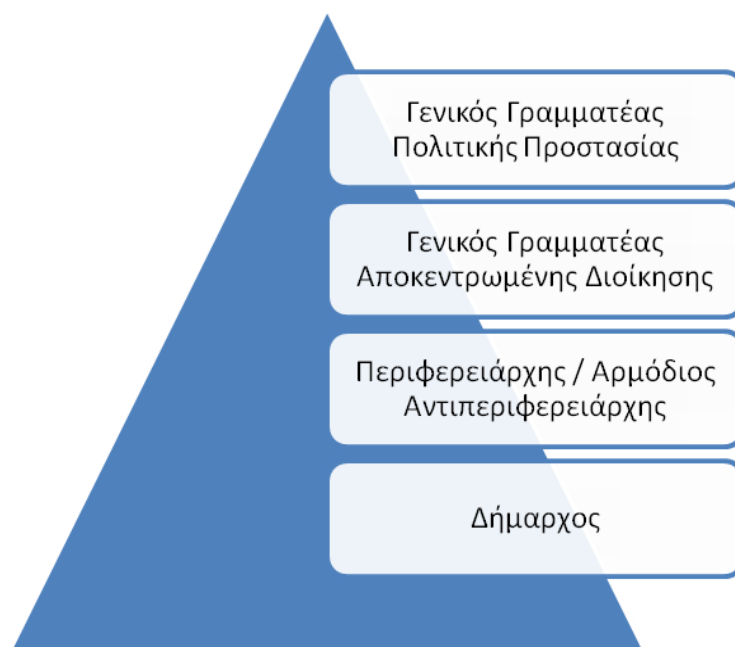 Γενικός Γραμματέας
Πολιτικής Προστασίας
Γενικός Γραμματέας
Αποκεντρωμένης Διοίκησης
Περιφερειάρχης / Αρμόδιος
Αντιπεριφερειάρχης
Δήμαρχος